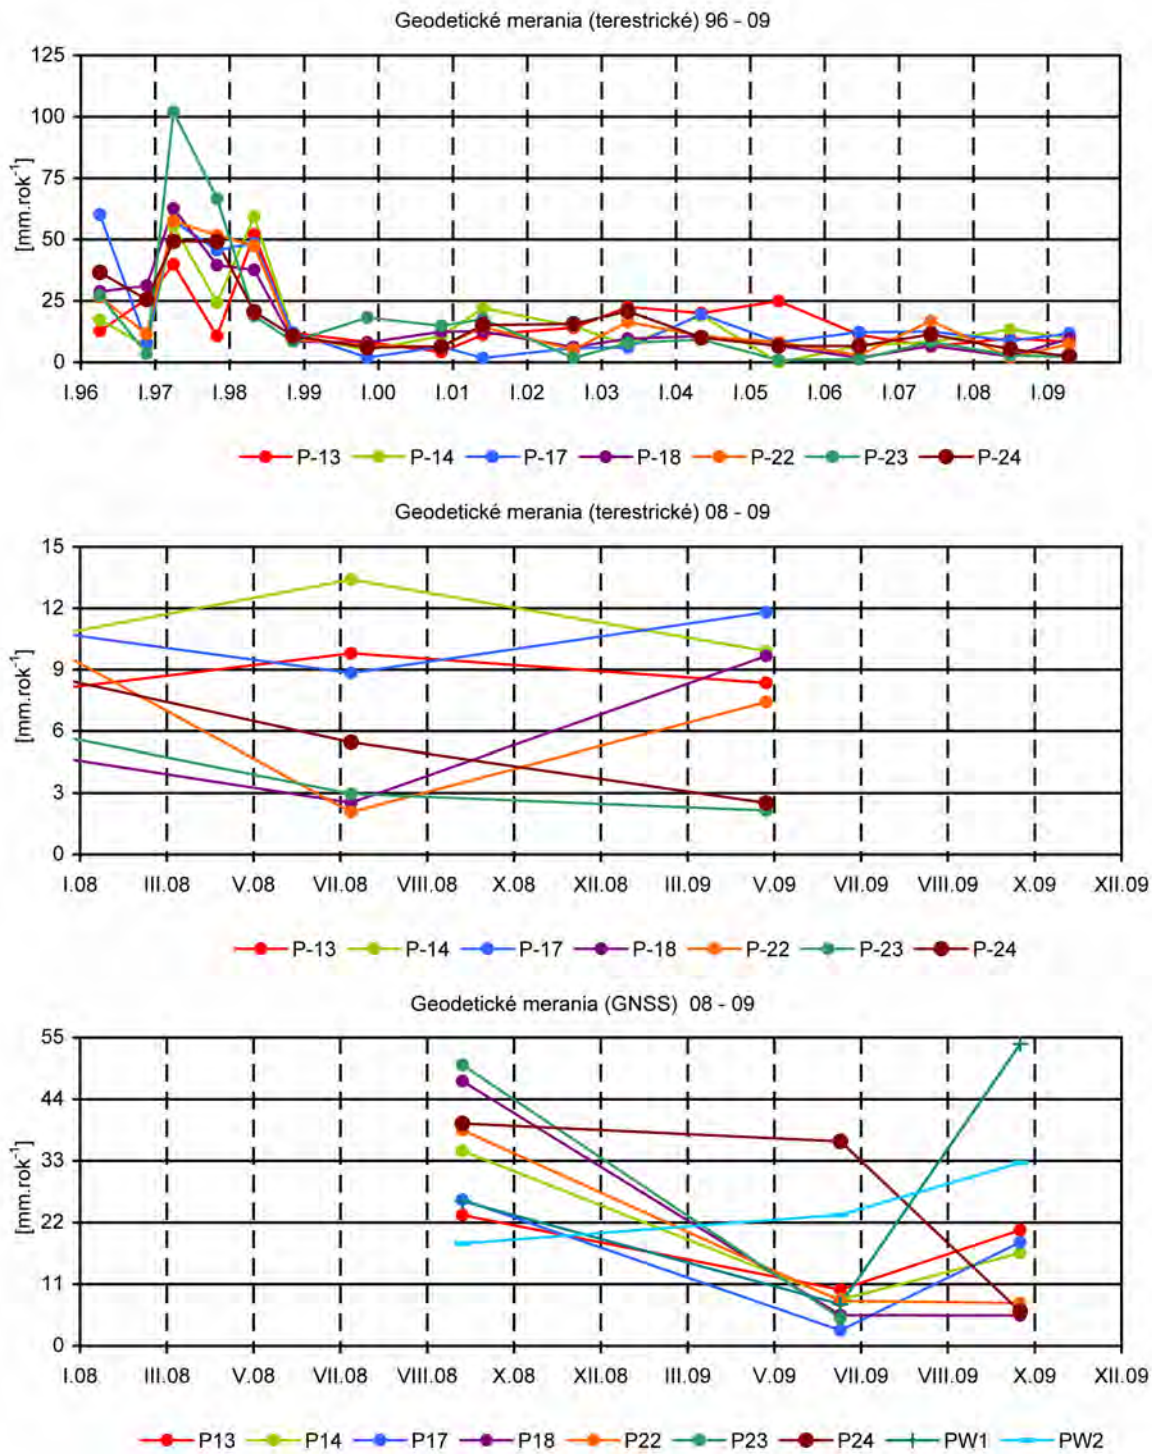 Geodetické merania (terestrické) 96 - 09
[mm.rok⁻¹]
125
100
75
50
25
0
I.96 I.97 I.98 I.99 I.00 I.01 I.02 I.03 I.04 I.05 I.06 I.07 I.08 I.09
P-13 P-14 P-17 P-18 P-22 P-23 P-24
Geodetické merania (terestrické) 08 - 09
[mm.rok⁻¹]
15
12
9
6
3
0
I.08 III.08 V.08 VII.08 VIII.08 X.08 XII.08 III.09 V.09 VII.09 VIII.09 X.09 XII.09
P-13 P-14 P-17 P-18 P-22 P-23 P-24
Geodetické merania (GNSS) 08 - 09
[mm.rok⁻¹]
55
44
33
22
11
0
I.08 III.08 V.08 VII.08 VIII.08 X.08 XII.08 III.09 V.09 VII.09 VIII.09 X.09 XII.09
P13 P14 P17 P18 P22 P23 P24 PW1 PW2